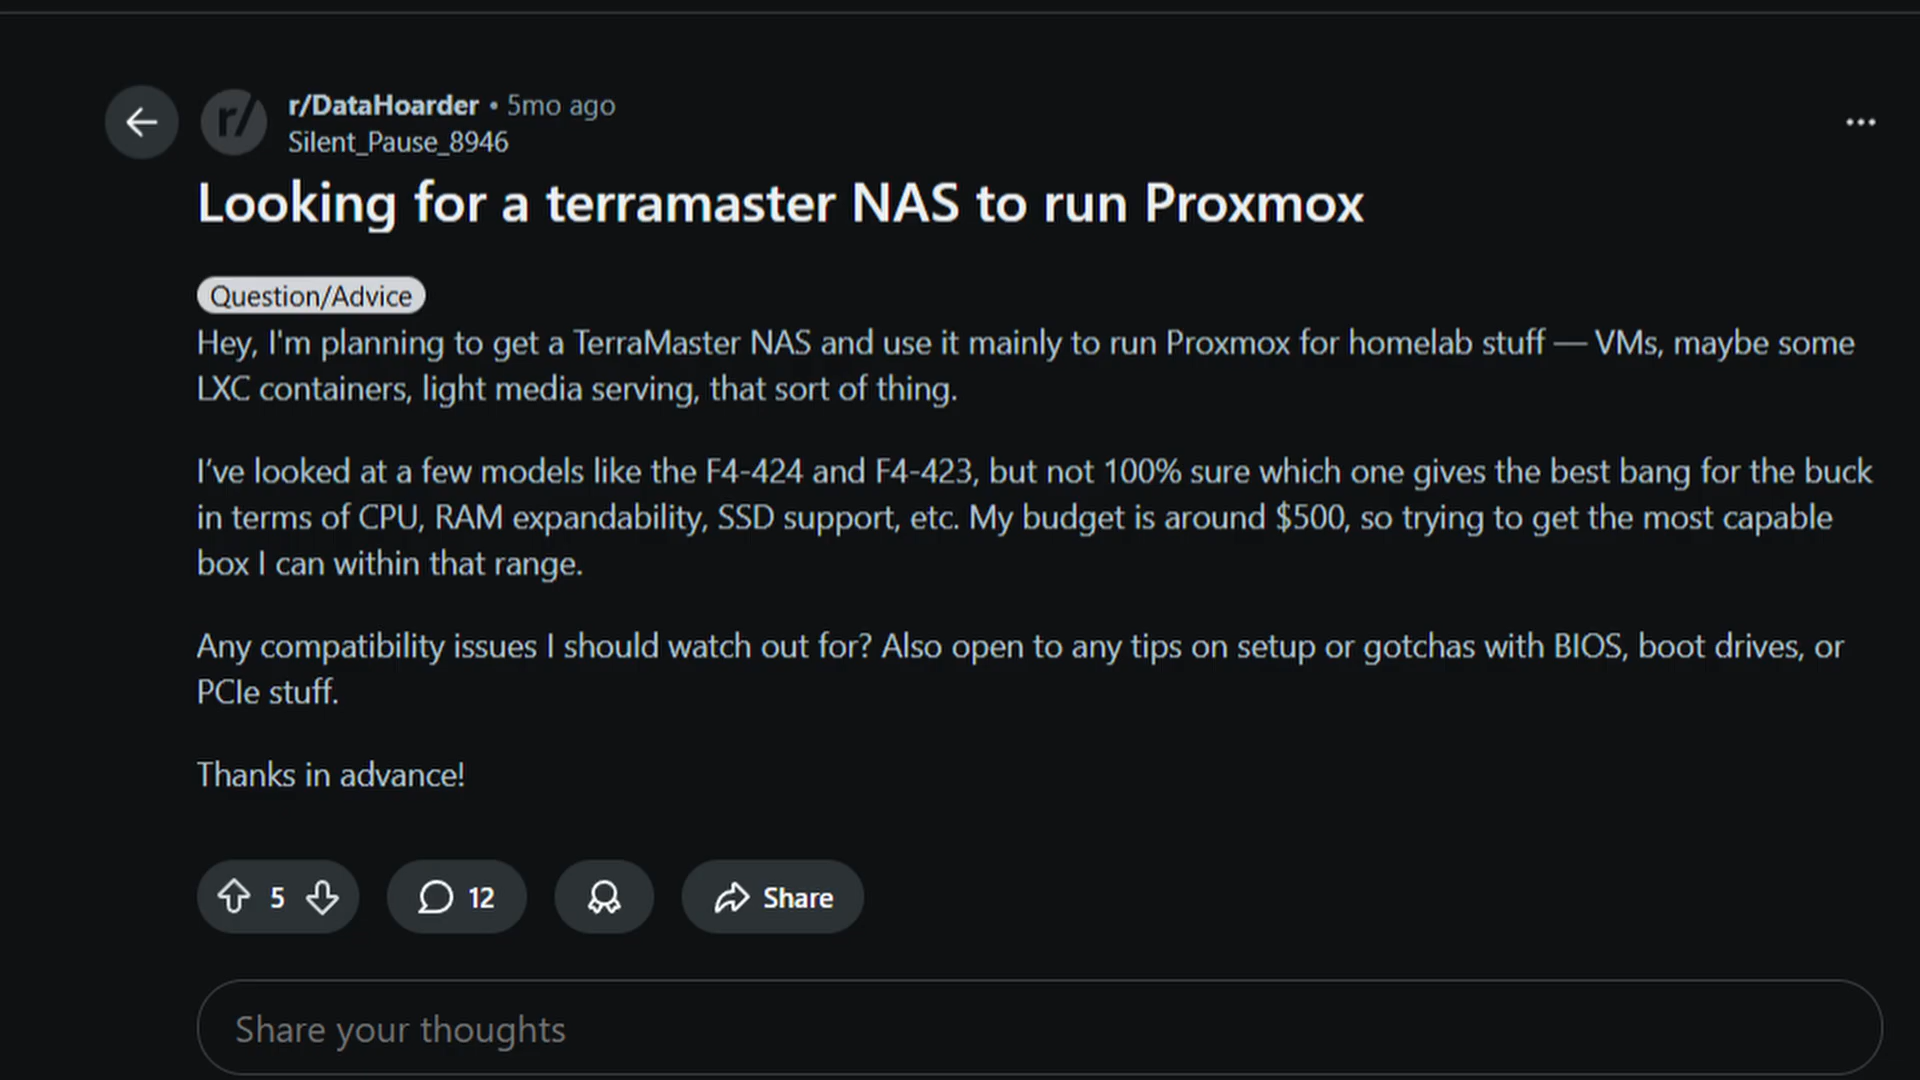 r/DataHoarder • 5mo ago
Silent_Pause_8946
Looking for a terramaster NAS to run Proxmox
Question/Advice
Hey, I'm planning to get a TerraMaster NAS and use it mainly to run Proxmox for homelab stuff — VMs, maybe some
LXC containers, light media serving, that sort of thing.
I’ve looked at a few models like the F4-424 and F4-423, but not 100% sure which one gives the best bang for the buck
in terms of CPU, RAM expandability, SSD support, etc. My budget is around $500, so trying to get the most capable
box I can within that range.
Any compatibility issues I should watch out for? Also open to any tips on setup or gotchas with BIOS, boot drives, or
PCIe stuff.
Thanks in advance!
5
12
Share
Share your thoughts